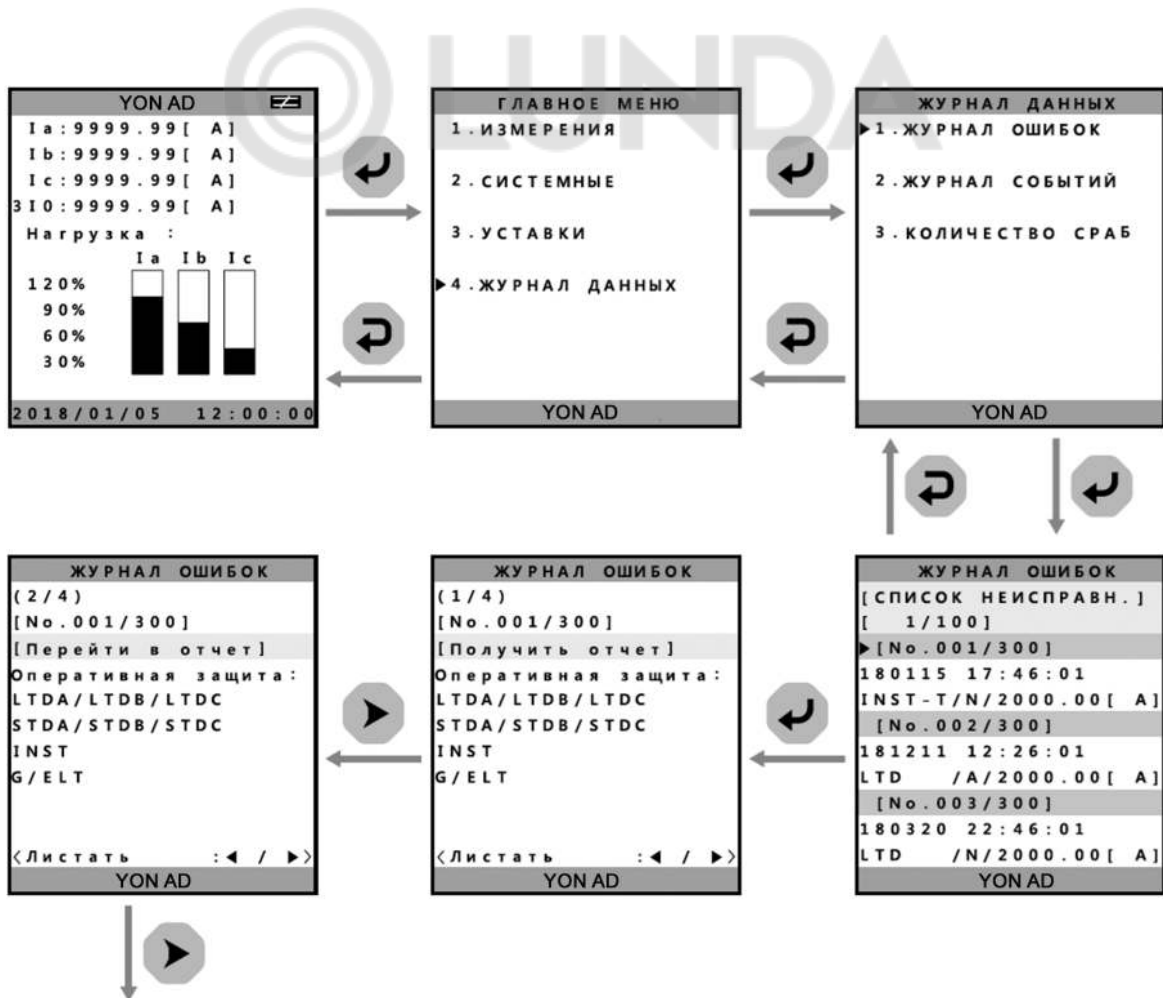 LUNDA
YON AD
Ia:9999.99[ A]
Ib:9999.99[ A]
Ic:9999.99[ A]
3I0:9999.99[ A]
Нагрузка :
Ia Ib Ic
120%
90%
60%
30%
2018/01/05 12:00:00
ГЛАВНОЕ МЕНЮ
1.ИЗМЕРЕНИЯ
2.СИСТЕМНЫЕ
3.УСТАВКИ
▶4.ЖУРНАЛ ДАННЫХ
YON AD
ЖУРНАЛ ДАННЫХ
▶1.ЖУРНАЛ ОШИБОК
2.ЖУРНАЛ СОБЫТИЙ
3.КОЛИЧЕСТВО СРАБ
YON AD
ЖУРНАЛ ОШИБОК
(2/4)
[No.001/300]
[Перейти в отчет]
Оперативная защита:
LTDA/LTDB/LTDC
STDA/STDB/STDC
INST
G/ELT
<Листать :◀ / ▶>
YON AD
ЖУРНАЛ ОШИБОК
(1/4)
[No.001/300]
[Получить отчет]
Оперативная защита:
LTDA/LTDB/LTDC
STDA/STDB/STDC
INST
G/ELT
<Листать :◀ / ▶>
YON AD
ЖУРНАЛ ОШИБОК
[СПИСОК НЕИСПРАВН.]
[ 1/100]
▶[No.001/300]
180115 17:46:01
INST-T/N/2000.00[ A]
[No.002/300]
181211 12:26:01
LTD /A/2000.00[ A]
[No.003/300]
180320 22:46:01
LTD /N/2000.00[ A]
YON AD